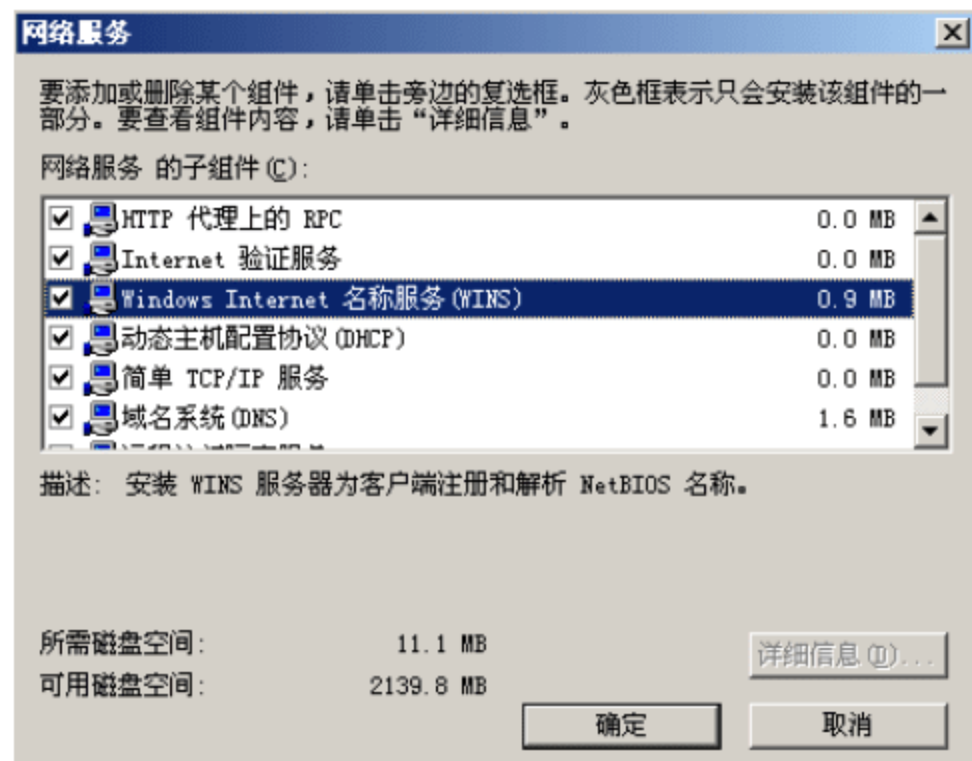 网络服务
要添加或删除某个组件，请单击旁边的复选框。灰色框表示只会安装该组件的一
部分。要查看组件内容，请单击“详细信息”。
网络服务 的子组件(C):
HTTP 代理上的 RPC 0.0 MB
Internet 验证服务 0.0 MB
Windows Internet 名称服务(WINS) 0.9 MB
动态主机配置协议(DHCP) 0.0 MB
简单 TCP/IP 服务 0.0 MB
域名系统(DNS) 1.6 MB
描述: 安装 WINS 服务器为客户端注册和解析 NetBIOS 名称。
所需磁盘空间: 11.1 MB
详细信息(D)...
可用磁盘空间: 2139.8 MB
确定 取消